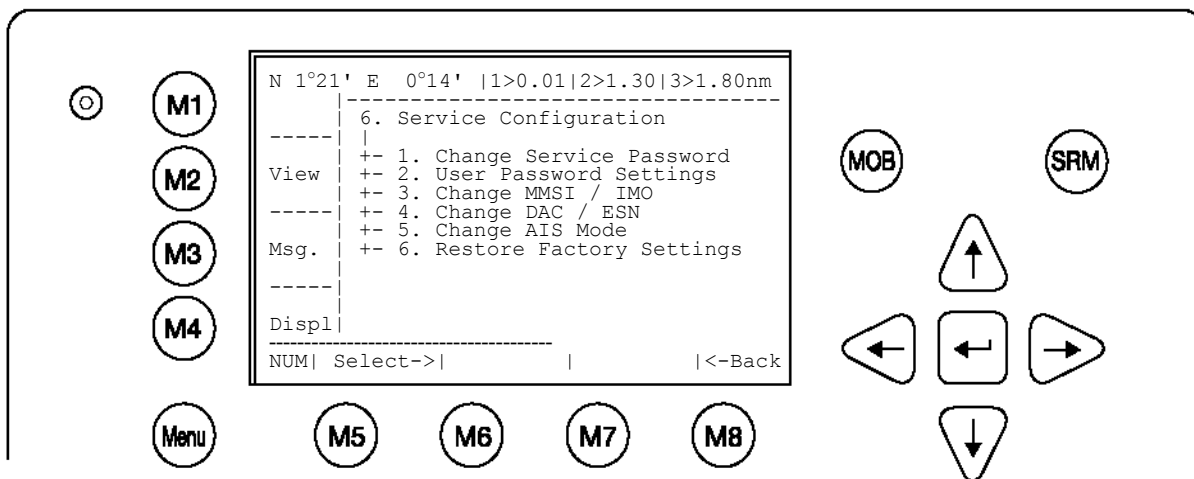 N 1°21' E 0°14' |1>0.01|2>1.30|3>1.80nm
6. Service Configuration
+- 1. Change Service Password
View | +- 2. User Password Settings
+- 3. Change MMSI / IMO
+- 4. Change DAC / ESN
+- 5. Change AIS Mode
Msg. | +- 6. Restore Factory Settings
Displ|
NUM| Select->| | |<-Back
M1
M2
M3
M4
Menu
M5
M6
M7
M8
MOB
SRM